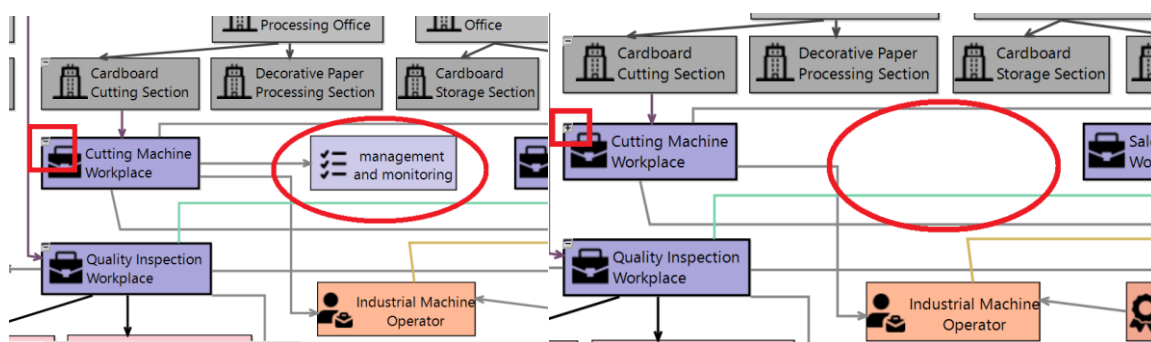 Processing Office
Office
Cardboard
Cutting Section
Decorative Paper
Processing Section
Cardboard
Storage Section
Cutting Machine
Workplace
management
and monitoring
Quality Inspection
Workplace
Industrial Machine
Operator
Cardboard
Cutting Section
Decorative Paper
Processing Section
Cardboard
Storage Section
Cutting Machine
Workplace
Quality Inspection
Workplace
Industrial Machine
Operator